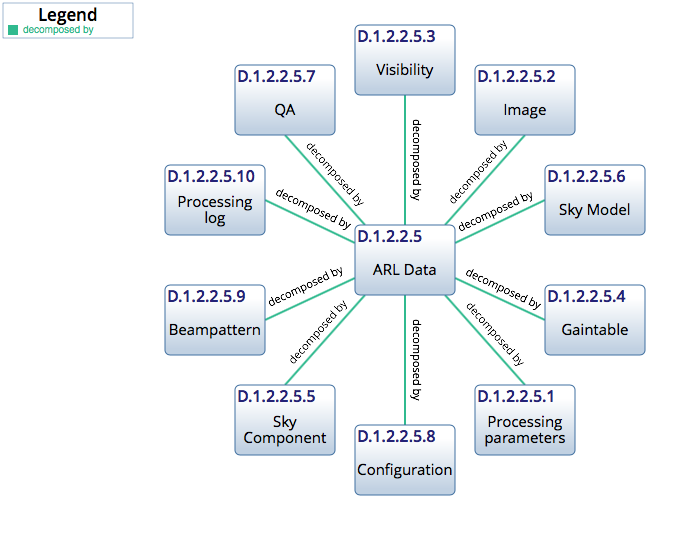 Legend
decomposed by
D.1.2.2.5.3
Visibility
D.1.2.2.5.7
QA
D.1.2.2.5.2
Image
decomposed by
decomposed by
decomposed by
D.1.2.2.5.10
Processing
log
D.1.2.2.5.6
Sky Model
decomposed by
decomposed by
D.1.2.2.5
ARL Data
decomposed by
decomposed by
D.1.2.2.5.9
Beampattern
D.1.2.2.5.4
Gaintable
decomposed by
decomposed by
decomposed by
D.1.2.2.5.5
Sky
Component
D.1.2.2.5.1
Processing
parameters
D.1.2.2.5.8
Configuration